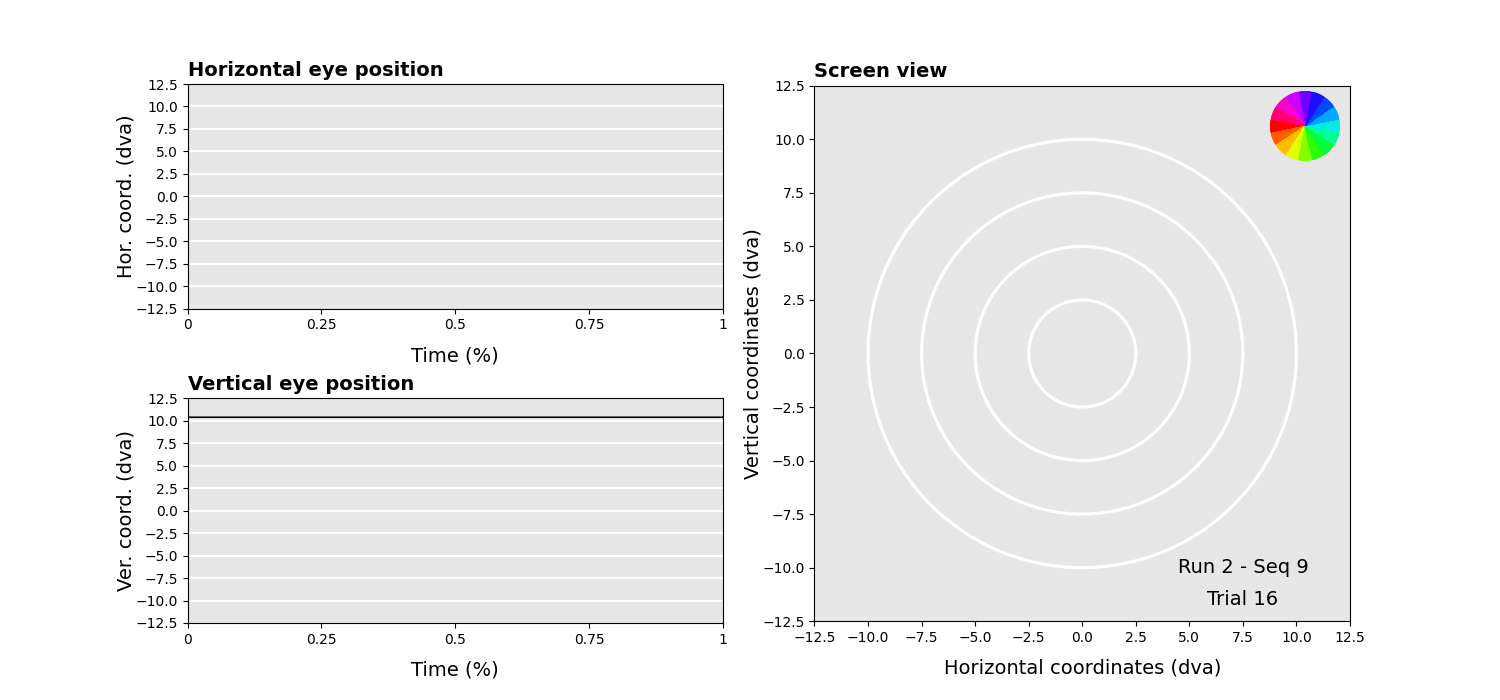 Horizontal eye position
Hor. coord. (dva)
12.5
10.0
7.5
5.0
2.5
0.0
−2.5
−5.0
−7.5
−10.0
−12.5
0 0.25 0.5 0.75 1
Time (%)
Vertical eye position
Ver. coord. (dva)
12.5
10.0
7.5
5.0
2.5
0.0
−2.5
−5.0
−7.5
−10.0
−12.5
0 0.25 0.5 0.75 1
Time (%)
Screen view
Vertical coordinates (dva)
12.5
10.0
7.5
5.0
2.5
0.0
−2.5
−5.0
−7.5
−10.0
−12.5
Run 2 - Seq 9
Trial 16
−12.5 −10.0 −7.5 −5.0 −2.5 0.0 2.5 5.0 7.5 10.0 12.5
Horizontal coordinates (dva)